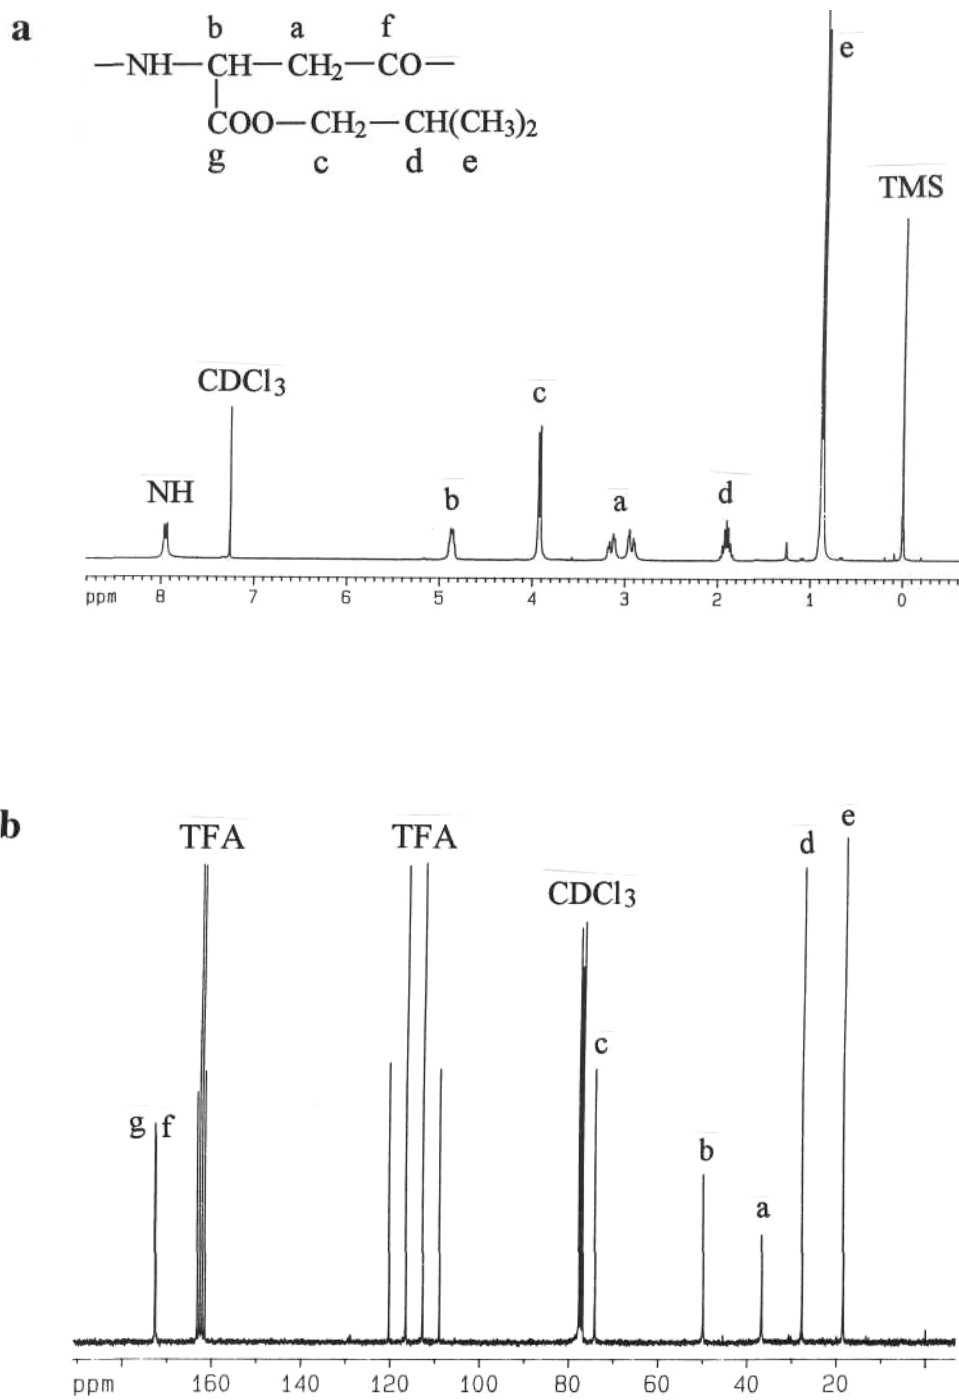 a
b a f
—NH—CH—CH₂—CO—
COO—CH₂—CH(CH₃)₂
g c d e
e
TMS
CDCl₃
c
NH
b
a
d
ppm 8 7 6 5 4 3 2 1 0
b
TFA
TFA
e
d
CDCl₃
c
g f
b
a
ppm 160 140 120 100 80 60 40 20